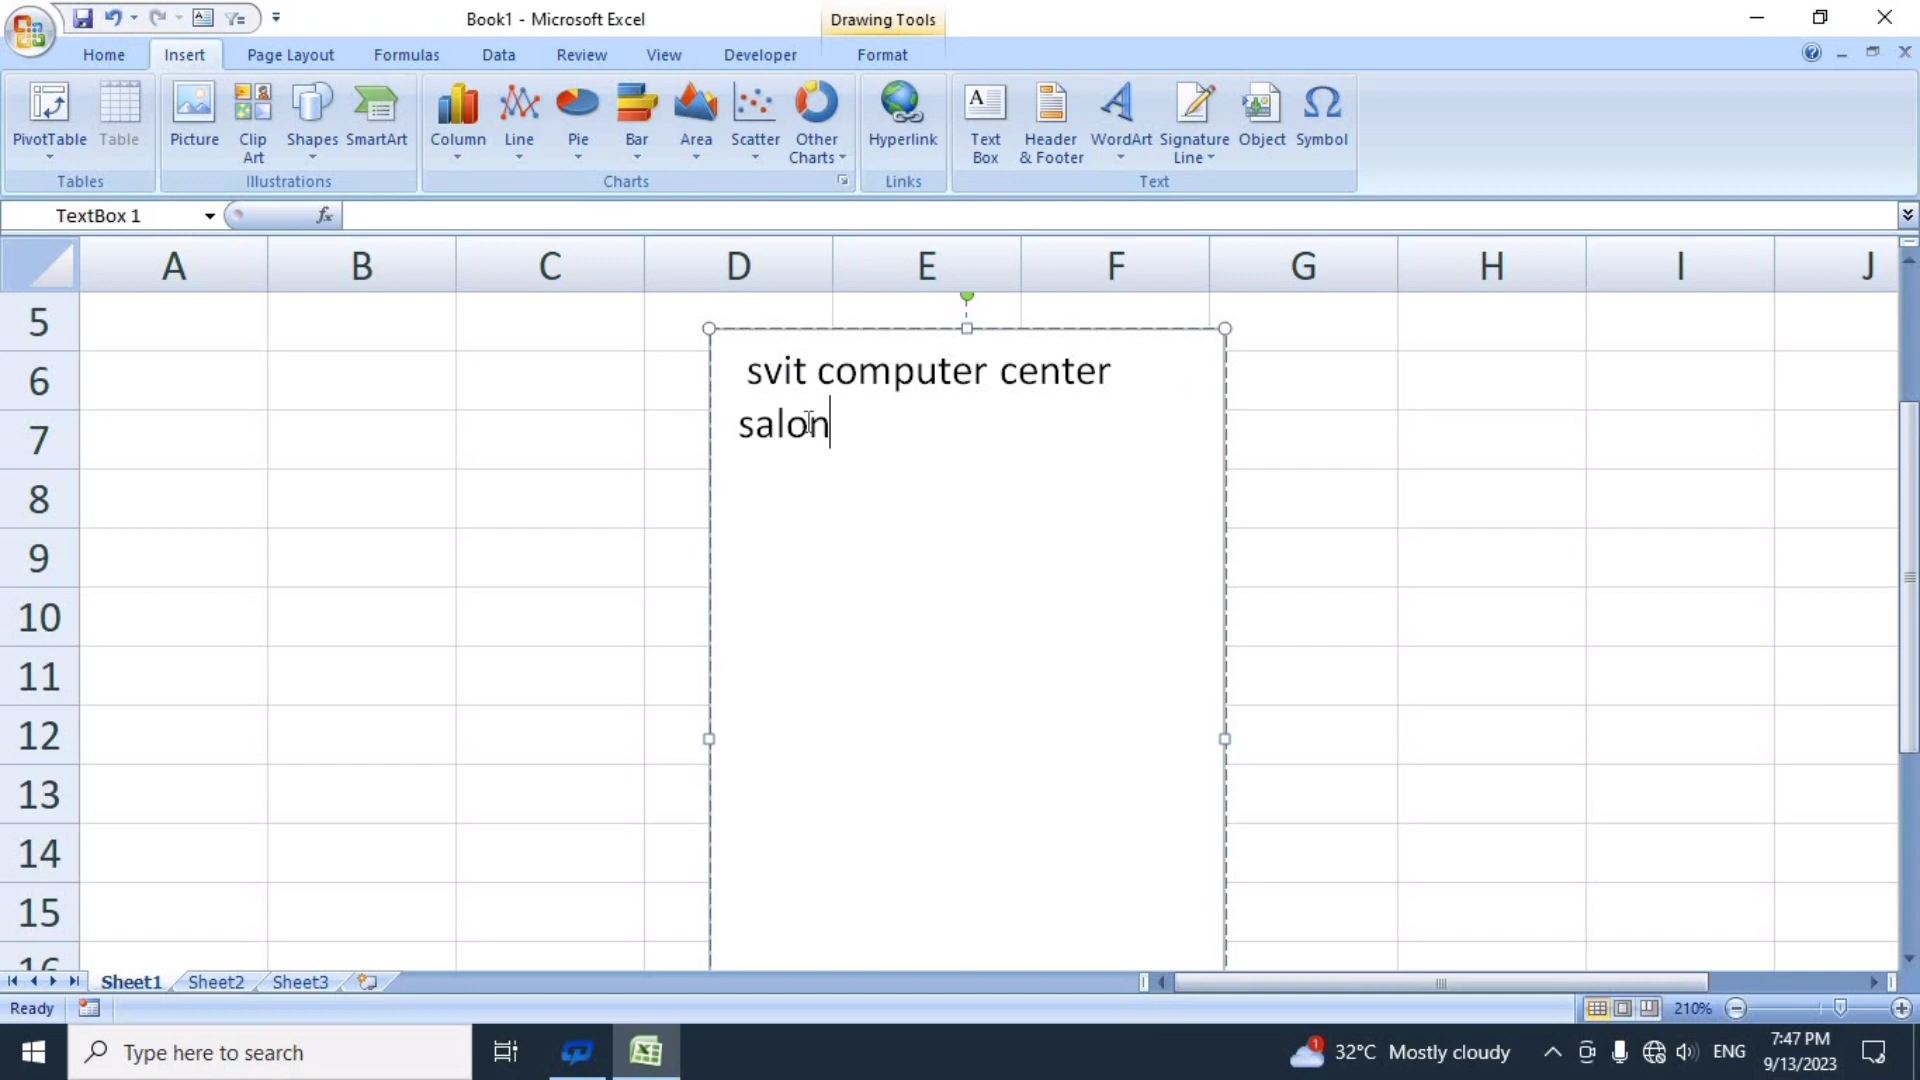 Book1 - Microsoft Excel
Drawing Tools
Home Insert Page Layout Formulas Data Review View Developer Format
PivotTable Table Picture Clip Art Shapes SmartArt Column Line Pie Bar Area Scatter Other Charts Hyperlink Text Box Header & Footer WordArt Signature Line Object Symbol
Tables Illustrations Charts Links Text
TextBox 1 fx
A B C D E F G H I J
5
6
7
8
9
10
11
12
13
14
15
16
svit computer center
salon
Sheet1 Sheet2 Sheet3
Ready 210%
Type here to search 1 32°C Mostly cloudy ENG 7:47 PM
9/13/2023